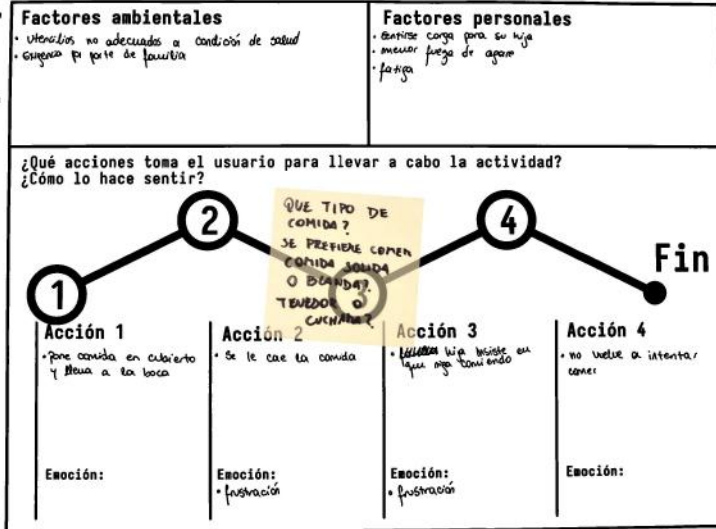 Factores ambientales
• utencilios no adecuados a condición de salud
• exigencia por parte de familia
Factores personales
• sentirse carga para su hija
• menor fuerza de agarre
• fatiga
¿Qué acciones toma el usuario para llevar a cabo la actividad?
¿Cómo lo hace sentir?
1
2
QUE TIPO DE
COMIDA?
SE PREFIERE COMER
COMIDA SOLIDA
O BLANDA?
TENEDOR O
CUCHARA?
3
4
Fin
Acción 1
• pone comida en cubierto
y lleva a la boca
Emoción:
Acción 2
• Se le cae la comida
Emoción:
• frustración
Acción 3
• hija insiste en
que siga comiendo
Emoción:
• frustración
Acción 4
• no vuelve a intentar
comer
Emoción: